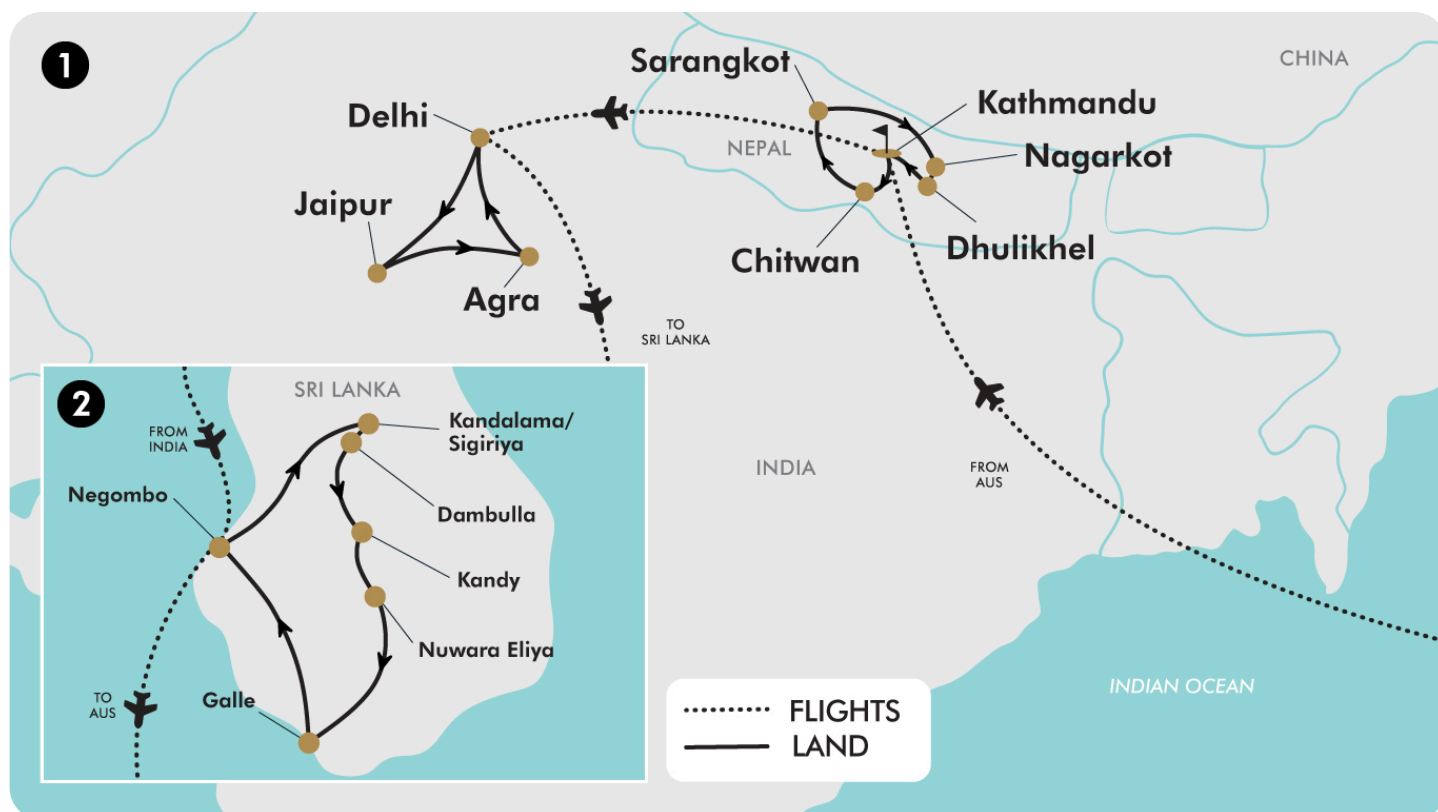 1
CHINA
Sarangkot
Kathmandu
Delhi
NEPAL
Nagarkot
Jaipur
Chitwan
Dhulikhel
Agra
TO
SRI LANKA
2
SRI LANKA
FROM
INDIA
Kandalama/
Sigiriya
Negombo
Dambulla
Kandy
Nuwara Eliya
TO
AUS
Galle
INDIA
FROM
AUS
INDIAN OCEAN
FLIGHTS
LAND